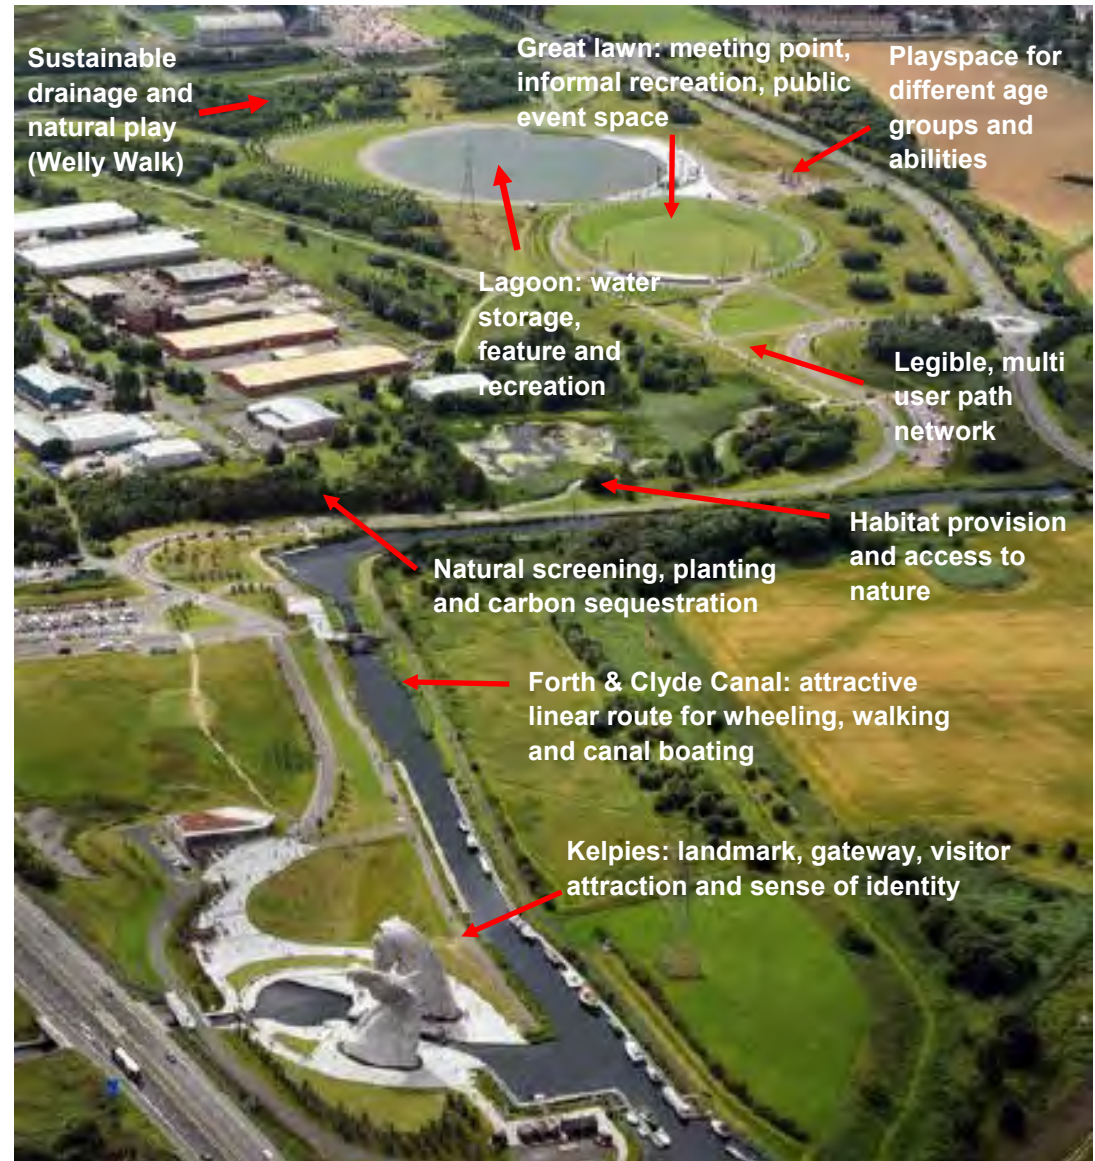 Sustainable
drainage and
natural play
(Welly Walk)
Great lawn: meeting point,
informal recreation, public
event space
Playspace for
different age
groups and
abilities
Lagoon: water
storage,
feature and
recreation
Legible, multi
user path
network
Habitat provision
and access to
nature
Natural screening, planting
and carbon sequestration
Forth & Clyde Canal: attractive
linear route for wheeling, walking
and canal boating
Kelpies: landmark, gateway, visitor
attraction and sense of identity